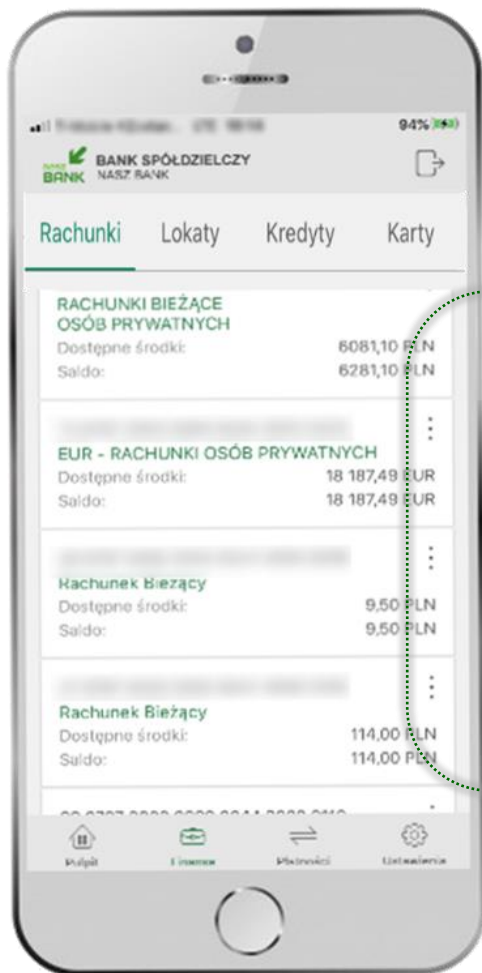 94%
BANK SPÓŁDZIELCZY
NASZ BANK
NASZ BANK
Rachunki Lokaty Kredyty Karty
RACHUNKI BIEŻĄCE
OSÓB PRYWATNYCH
Dostępne środki: 6081,10 PLN
Saldo: 6281,10 PLN
EUR - RACHUNKI OSÓB PRYWATNYCH
Dostępne środki: 18 187,49 EUR
Saldo: 18 187,49 EUR
Rachunek Bieżący
Dostępne środki: 9,50 PLN
Saldo: 9,50 PLN
Rachunek Bieżący
Dostępne środki: 114,00 PLN
Saldo: 114,00 PLN
Pulpit Finanse Płatności Ustawienia